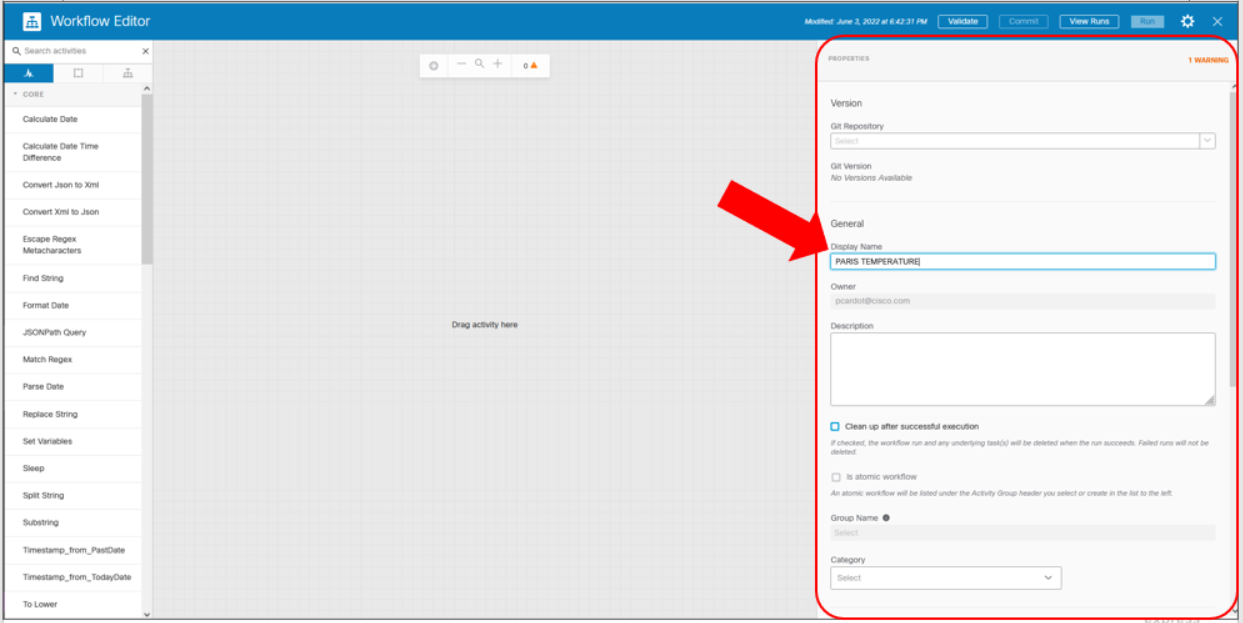 Workflow Editor
Modified: June 3, 2022 at 6:42:31 PM
Validate
Commit
View Runs
Run
Search activities
CORE
Calculate Date
Calculate Date Time
Difference
Convert Json to Xml
Convert Xml to Json
Escape Regex
Metacharacters
Find String
Format Date
JSONPath Query
Match Regex
Parse Date
Replace String
Set Variables
Sleep
Split String
Substring
Timestamp_from_PastDate
Timestamp_from_TodayDate
To Lower
0
Drag activity here
PROPERTIES
1 WARNING
Version
Git Repository
Select
Git Version
No Versions Available
General
Display Name
PARIS TEMPERATURE
Owner
pcardot@cisco.com
Description
Clean up after successful execution
If checked, the workflow run and any underlying task(s) will be deleted when the run succeeds. Failed runs will not be
deleted.
Is atomic workflow
An atomic workflow will be listed under the Activity Group header you select or create in the list to the left.
Group Name
Select
Category
Select